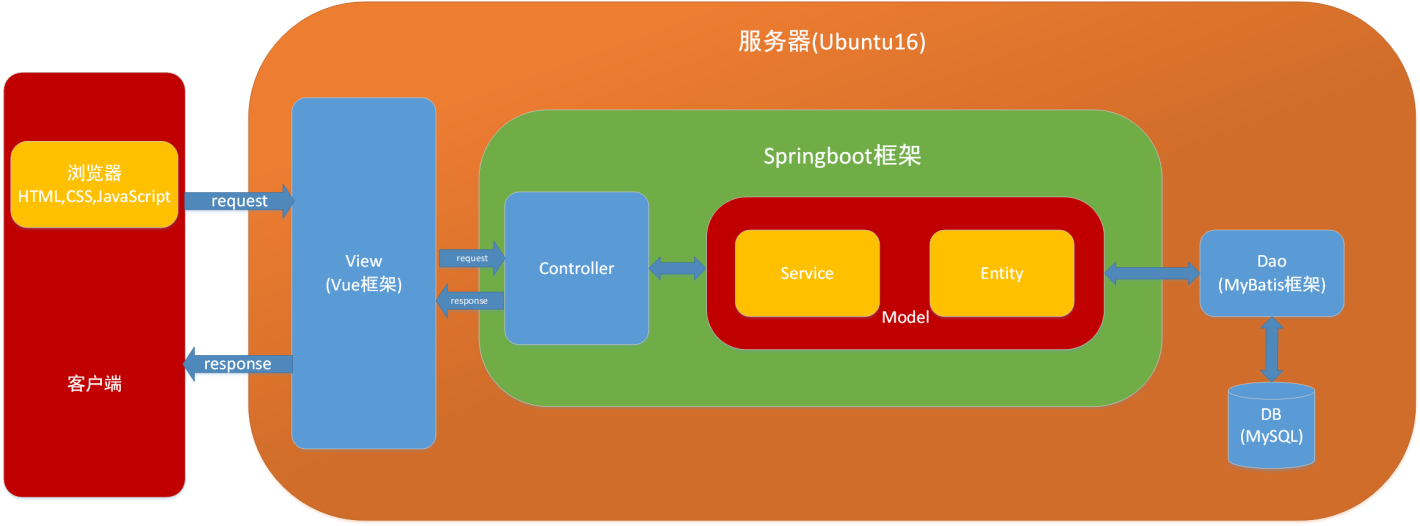 服务器(Ubuntu16)
浏览器
HTML,CSS,JavaScript
客户端
request
response
View
(Vue框架)
request
response
Springboot框架
Controller
Service
Entity
Model
Dao
(MyBatis框架)
DB
(MySQL)